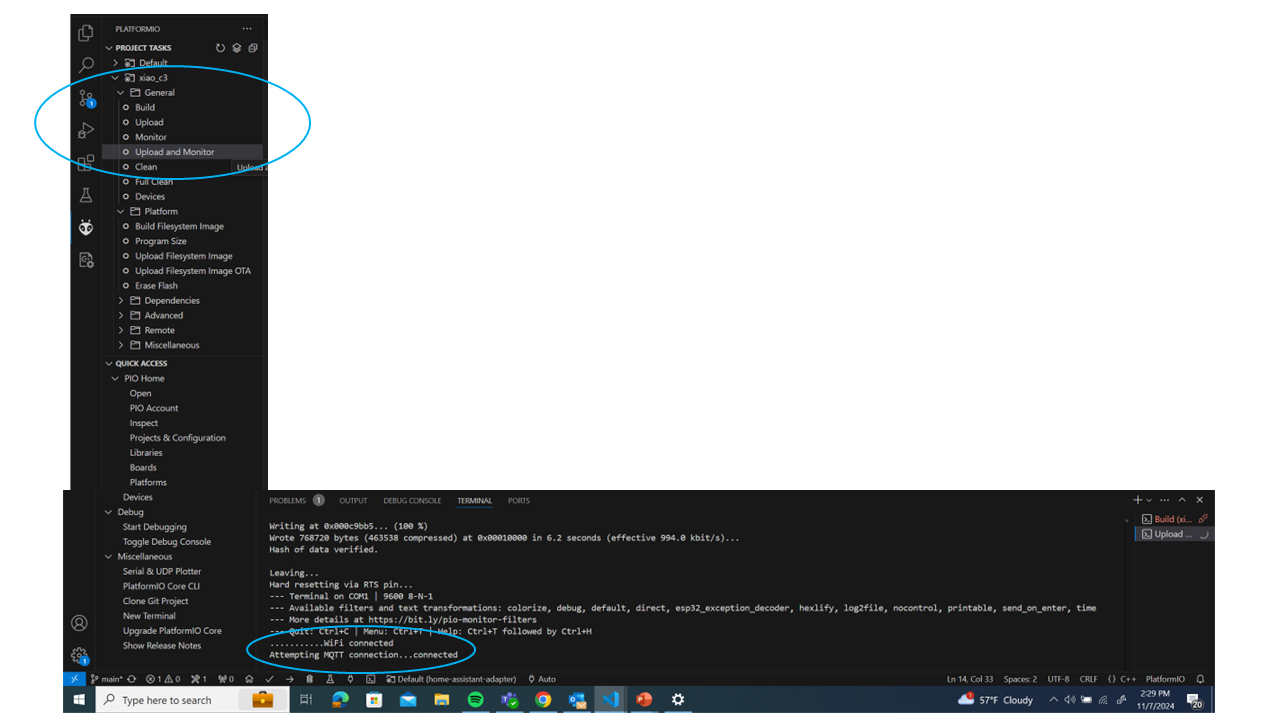 PLATFORMIO
PROJECT TASKS
Default
xiao_c3
General
Build
Upload
Monitor
Upload and Monitor
Clean
Upload a
Full Clean
Devices
Platform
Build Filesystem Image
Program Size
Upload Filesystem Image
Upload Filesystem Image OTA
Erase Flash
Dependencies
Advanced
Remote
Miscellaneous
QUICK ACCESS
PIO Home
Open
PIO Account
Inspect
Projects & Configuration
Libraries
Boards
Platforms
Devices
Debug
Start Debugging
Toggle Debug Console
Miscellaneous
Serial & UDP Plotter
PlatformIO Core CLI
Clone Git Project
New Terminal
Upgrade PlatformIO Core
Show Release Notes
1
1
PROBLEMS 1 OUTPUT DEBUG CONSOLE TERMINAL PORTS
Writing at 0x000c9bb5... (100 %)
Wrote 768720 bytes (463538 compressed) at 0x00010000 in 6.2 seconds (effective 994.0 kbit/s)...
Hash of data verified.
Leaving...
Hard resetting via RTS pin...
--- Terminal on COM1 | 9600 8-N-1
--- Available filters and text transformations: colorize, debug, default, direct, esp32_exception_decoder, hexlify, log2file, nocontrol, printable, send_on_enter, time
--- More details at https://bit.ly/pio-monitor-filters
--- Quit: Ctrl+C | Menu: Ctrl+T | Help: Ctrl+T followed by Ctrl+H
...........WiFi connected
Attempting MQTT connection...connected
Build (xi...
Upload ...
main* 1 0 1 0 Default (home-assistant-adapter) Auto
Ln 14, Col 33 Spaces: 2 UTF-8 CRLF {} C++ PlatformIO
Type here to search
1 57°F Cloudy
2:29 PM
11/7/2024
20